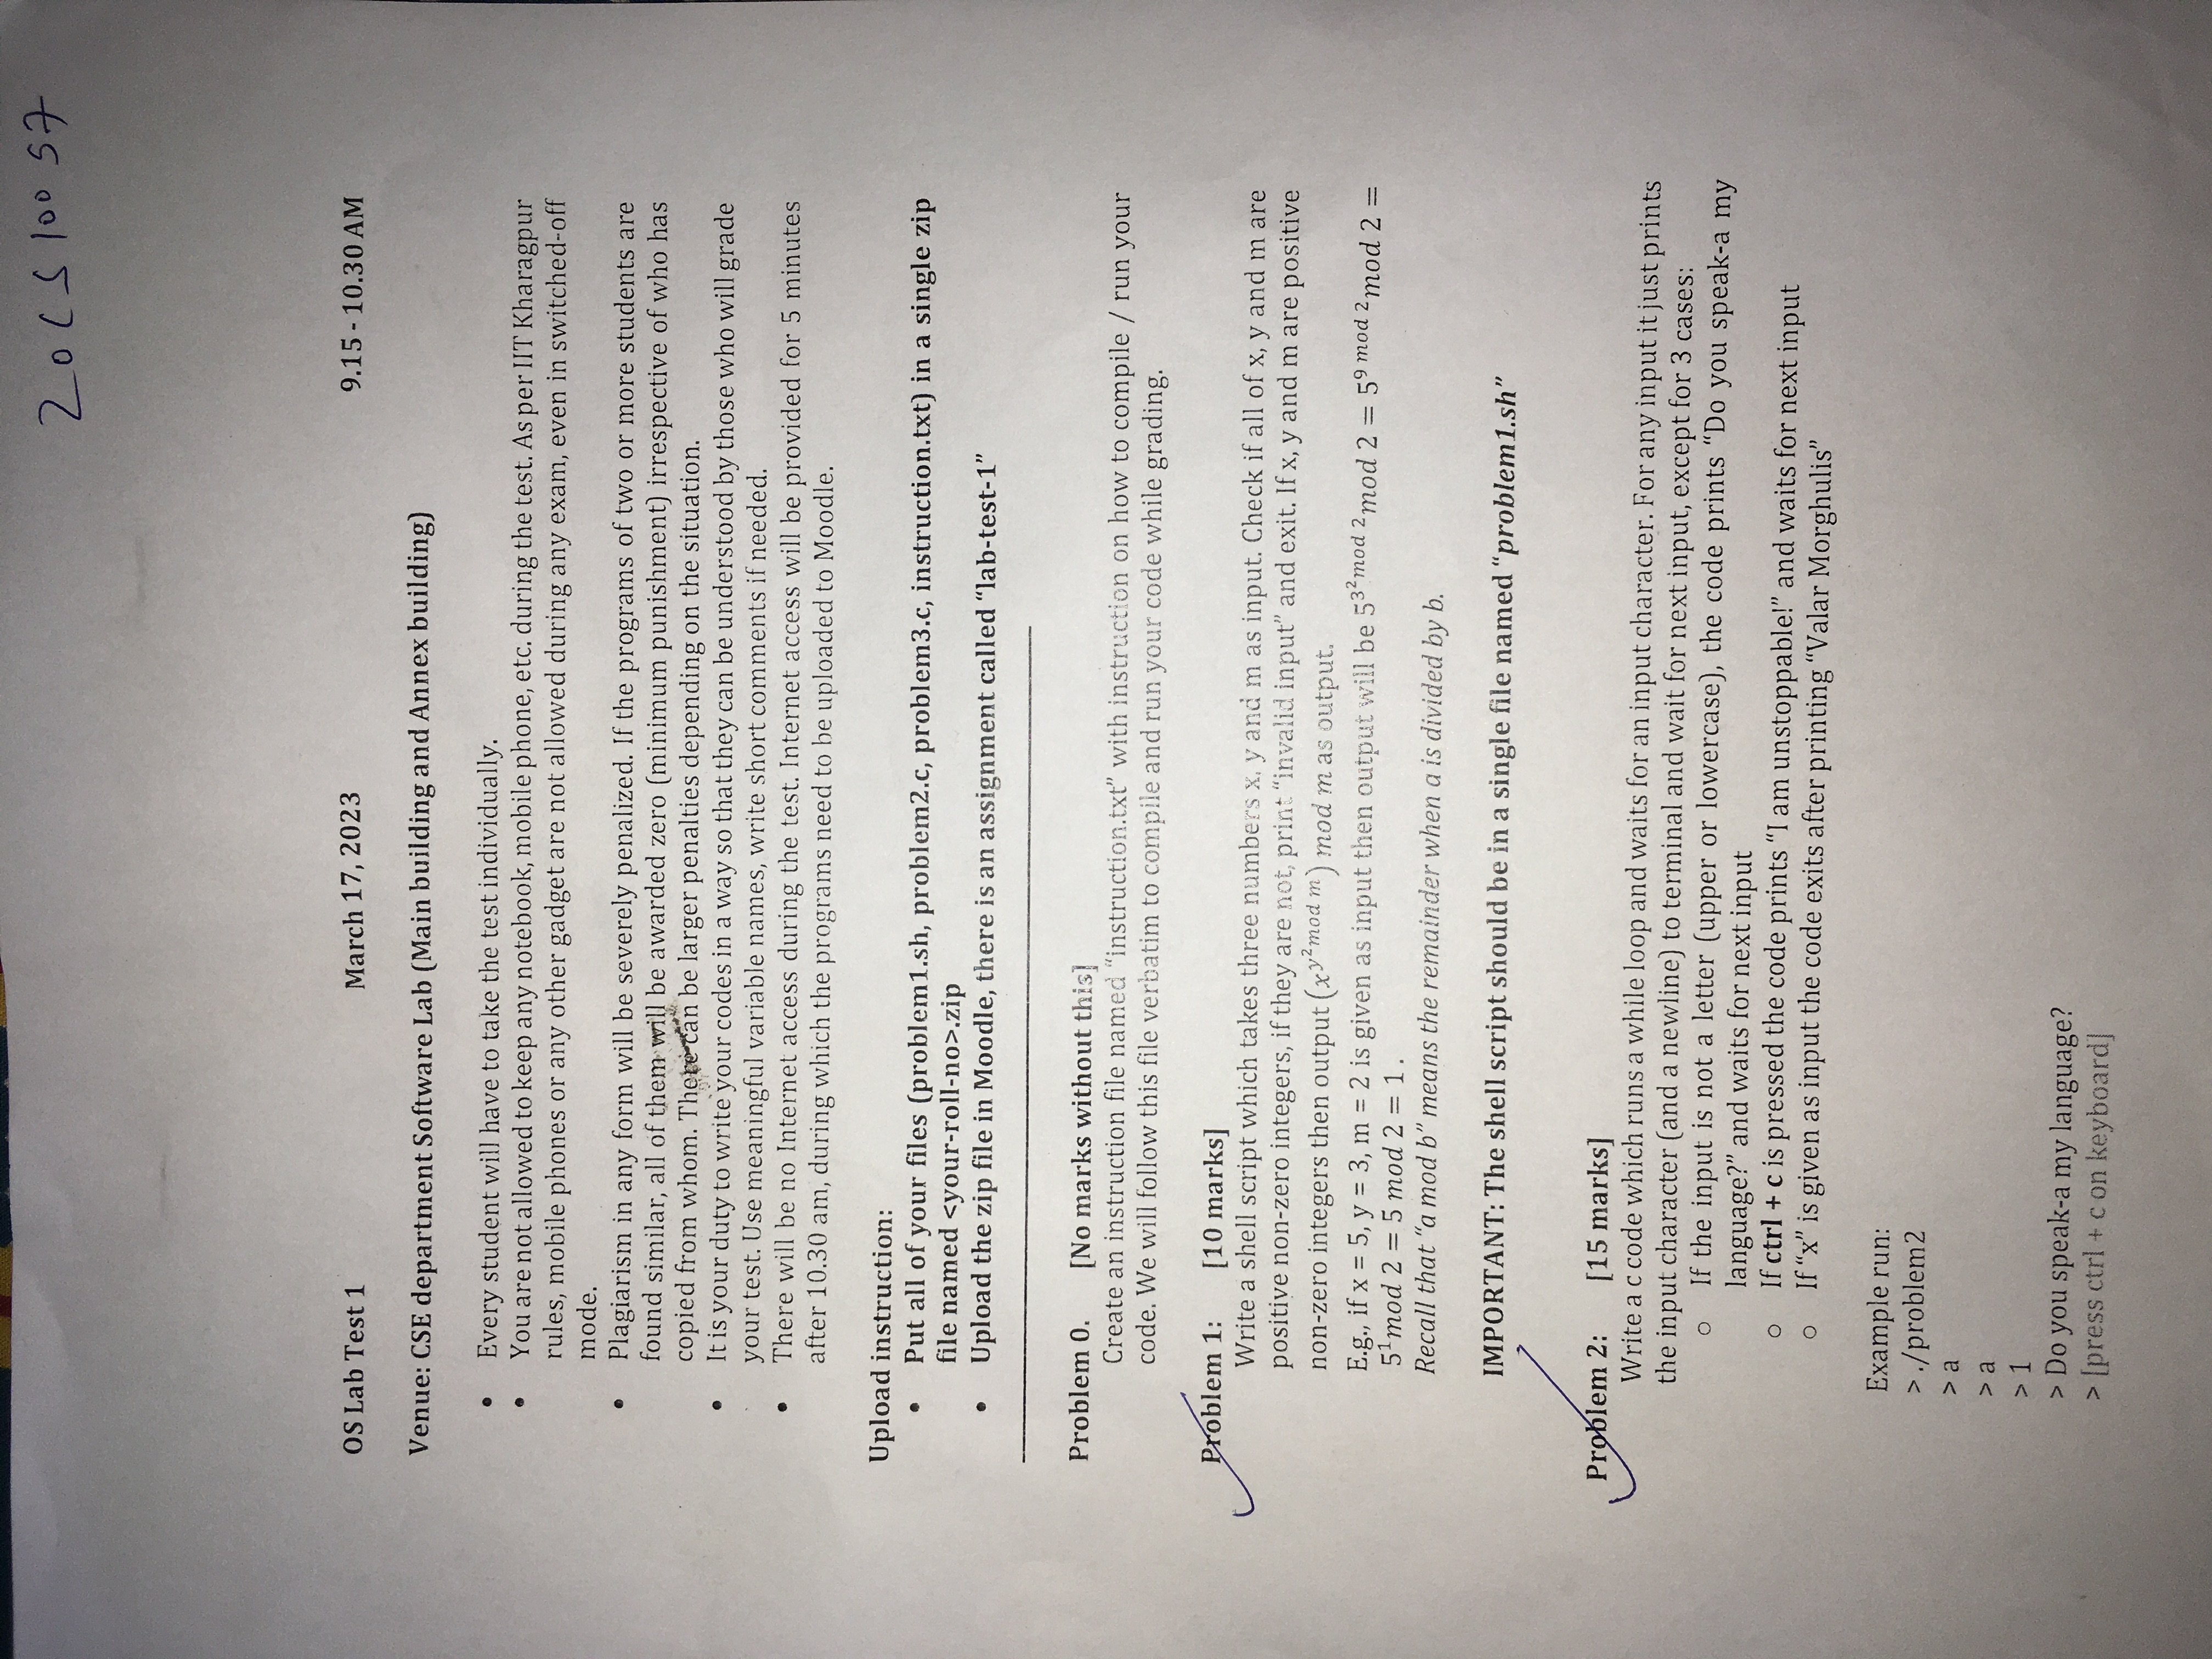 20CS10057
OS Lab Test 1 March 17, 2023 9.15 - 10.30 AM
Venue: CSE department Software Lab (Main building and Annex building)
• Every student will have to take the test individually.
• You are not allowed to keep any notebook, mobile phone, etc. during the test. As per IIT Kharagpur
rules, mobile phones or any other gadget are not allowed during any exam, even in switched-off
mode.
• Plagiarism in any form will be severely penalized. If the programs of two or more students are
found similar, all of them will be awarded zero (minimum punishment) irrespective of who has
copied from whom. There can be larger penalties depending on the situation.
• It is your duty to write your codes in a way so that they can be understood by those who will grade
your test. Use meaningful variable names, write short comments if needed.
• There will be no Internet access during the test. Internet access will be provided for 5 minutes
after 10.30 am, during which the programs need to be uploaded to Moodle.
Upload instruction:
• Put all of your files (problem1.sh, problem2.c, problem3.c, instruction.txt) in a single zip
file named <your-roll-no>.zip
• Upload the zip file in Moodle, there is an assignment called “lab-test-1”
Problem 0. [No marks without this]
Create an instruction file named “instruction.txt” with instruction on how to compile / run your
code. We will follow this file verbatim to compile and run your code while grading.
Problem 1: [10 marks]
Write a shell script which takes three numbers x, y and m as input. Check if all of x, y and m are
positive non-zero integers, if they are not, print “invalid input” and exit. If x, y and m are positive
non-zero integers then output (x^{y^2 mod m}) mod m as output.
E.g., if x = 5, y = 3, m = 2 is given as input then output will be 5^{3^2 mod 2} mod 2 = 5^{9 mod 2} mod 2 =
5^1 mod 2 = 5 mod 2 = 1.
Recall that “a mod b” means the remainder when a is divided by b.
IMPORTANT: The shell script should be in a single file named “problem1.sh”
Problem 2: [15 marks]
Write a c code which runs a while loop and waits for an input character. For any input it just prints
the input character (and a newline) to terminal and wait for next input, except for 3 cases:
o If the input is not a letter (upper or lowercase), the code prints “Do you speak-a my
language?” and waits for next input
o If ctrl + c is pressed the code prints “I am unstoppable!” and waits for next input
o If “x” is given as input the code exits after printing “Valar Morghulis”
Example run:
> ./problem2
> a
> a
> 1
> Do you speak-a my language?
> [press ctrl + c on keyboard]